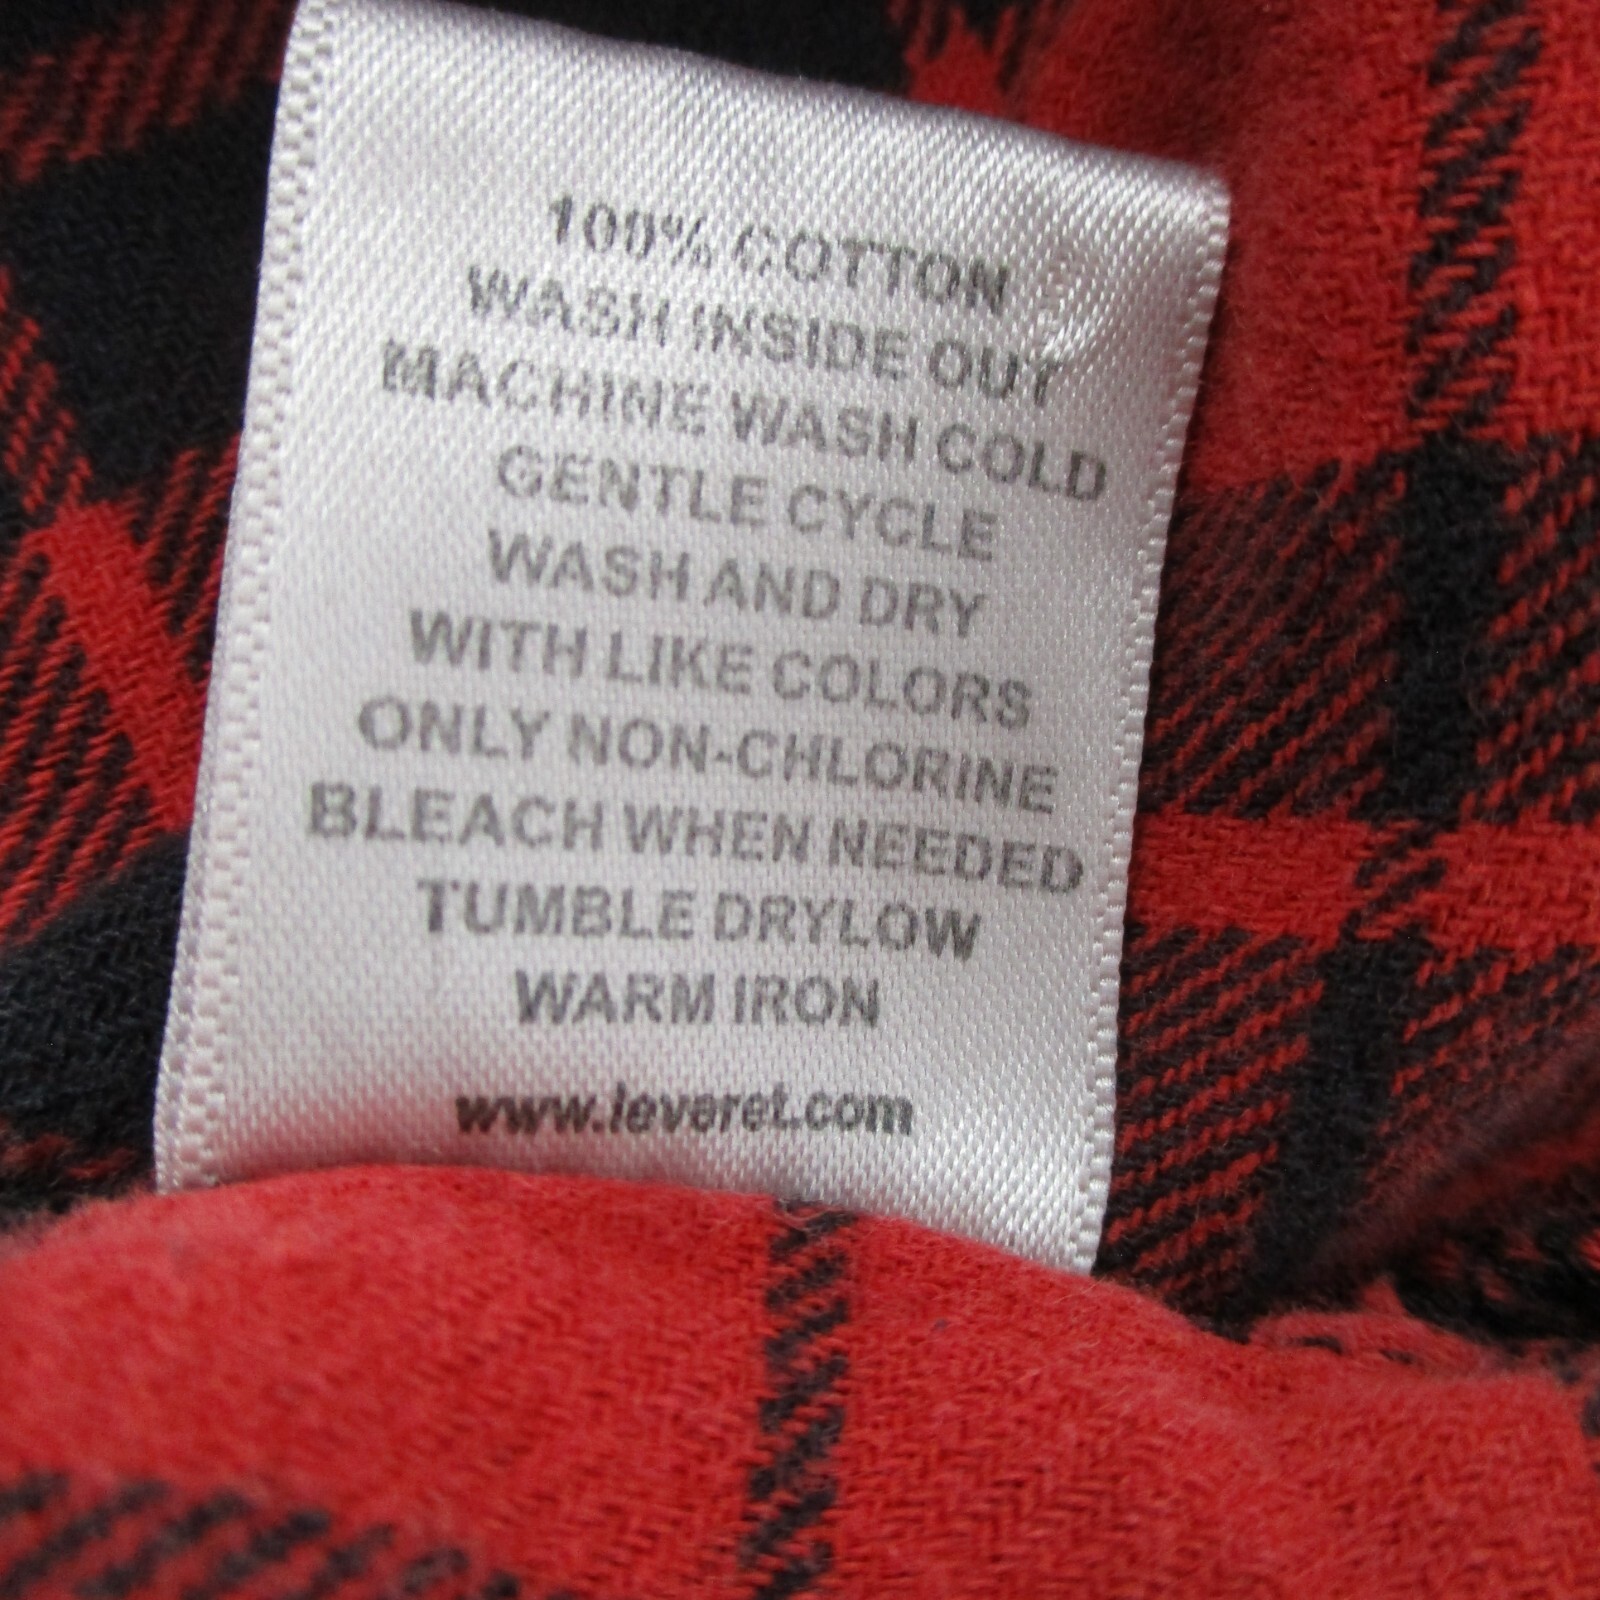 100% COTTON
WASH INSIDE OUT
MACHINE WASH COLD
GENTLE CYCLE
WASH AND DRY
WITH LIKE COLORS
ONLY NON-CHLORINE
BLEACH WHEN NEEDED
TUMBLE DRYLOW
WARM IRON
www.leveret.com